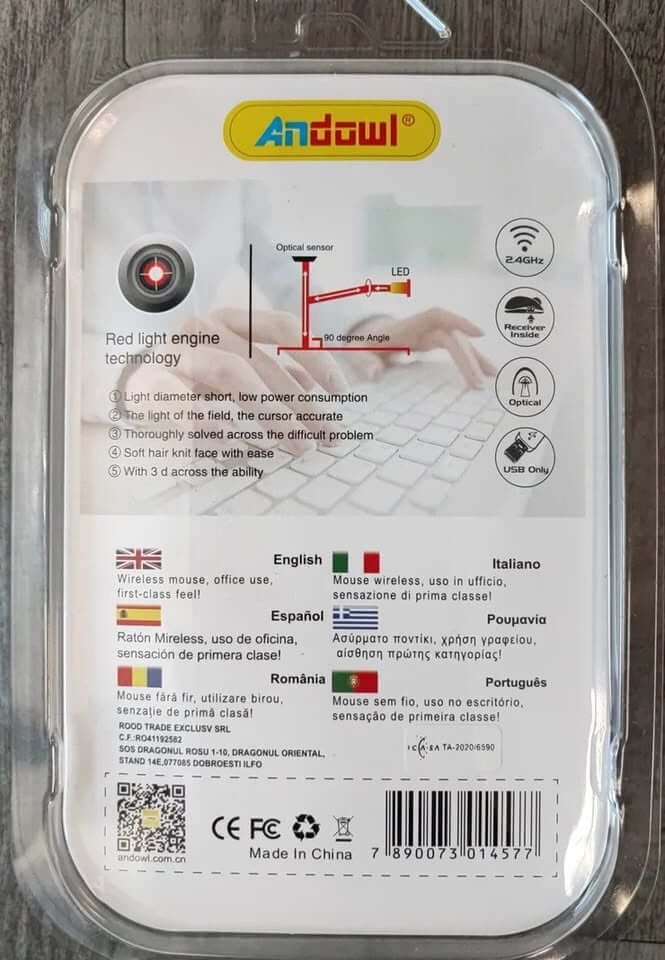 Andowl®
Optical sensor
LED
90 degree Angle
Red light engine
technology
① Light diameter short, low power consumption
② The light of the field, the cursor accurate
③ Thoroughly solved across the difficult problem
④ Soft hair knit face with ease
⑤ With 3 d across the ability
2.4GHz
Receiver
Inside
Optical
USB Only
English
Wireless mouse, office use,
first-class feel!
Italiano
Mouse wireless, uso in ufficio,
sensazione di prima classe!
Español
Ratón Mireless, uso de oficina,
sensación de primera clase!
Ρουμανία
Ασύρματο ποντίκι, χρήση γραφείου,
αίσθηση πρώτης κατηγορίας!
România
Mouse fără fir, utilizare birou,
senzație de primă clasă!
Português
Mouse sem fio, uso no escritório,
sensação de primeira classe!
ROOD TRADE EXCLUSV SRL
C.F.:RO41192562
SOS DRAGONUL ROSU 1-10, DRAGONUL ORIENTAL,
STAND 14E,077085 DOBROESTI ILFO
ICASA TA-2020/6590
andowl.com.cn
CE FC
Made In China
7 890073 014577